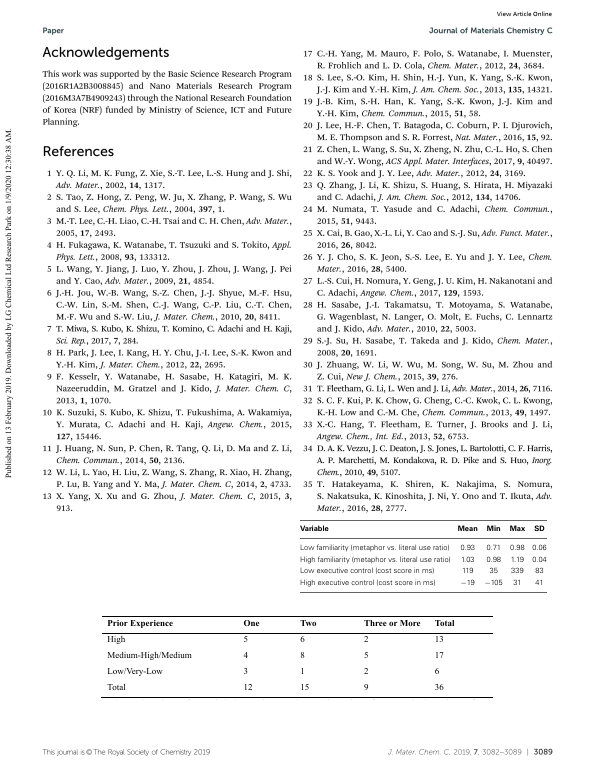 View Article Online
Paper
Journal of Materials Chemistry C
Published on 13 February 2019. Downloaded by LG Chemical Ltd Research Park on 1/9/2020 12:30:38 AM.
Acknowledgements
This work was supported by the Basic Science Research Program
(2016R1A2B3008845) and Nano Materials Research Program
(2016M3A7B4909243) through the National Research Foundation
of Korea (NRF) funded by Ministry of Science, ICT and Future
Planning.
References
1 Y. Q. Li, M. K. Fung, Z. Xie, S.-T. Lee, L.-S. Hung and J. Shi,
Adv. Mater., 2002, 14, 1317.
2 S. Tao, Z. Hong, Z. Peng, W. Ju, X. Zhang, P. Wang, S. Wu
and S. Lee, Chem. Phys. Lett., 2004, 397, 1.
3 M.-T. Lee, C.-H. Liao, C.-H. Tsai and C. H. Chen, Adv. Mater.,
2005, 17, 2493.
4 H. Fukagawa, K. Watanabe, T. Tsuzuki and S. Tokito, Appl.
Phys. Lett., 2008, 93, 133312.
5 L. Wang, Y. Jiang, J. Luo, Y. Zhou, J. Zhou, J. Wang, J. Pei
and Y. Cao, Adv. Mater., 2009, 21, 4854.
6 J.-H. Jou, W.-B. Wang, S.-Z. Chen, J.-J. Shyue, M.-F. Hsu,
C.-W. Lin, S.-M. Shen, C.-J. Wang, C.-P. Liu, C.-T. Chen,
M.-F. Wu and S.-W. Liu, J. Mater. Chem., 2010, 20, 8411.
7 T. Miwa, S. Kubo, K. Shizu, T. Komino, C. Adachi and H. Kaji,
Sci. Rep., 2017, 7, 284.
8 H. Park, J. Lee, I. Kang, H. Y. Chu, J.-I. Lee, S.-K. Kwon and
Y.-H. Kim, J. Mater. Chem., 2012, 22, 2695.
9 F. Kesselr, Y. Watanabe, H. Sasabe, H. Katagiri, M. K.
Nazeeruddin, M. Gratzel and J. Kido, J. Mater. Chem. C,
2013, 1, 1070.
10 K. Suzuki, S. Kubo, K. Shizu, T. Fukushima, A. Wakamiya,
Y. Murata, C. Adachi and H. Kaji, Angew. Chem., 2015,
127, 15446.
11 J. Huang, N. Sun, P. Chen, R. Tang, Q. Li, D. Ma and Z. Li,
Chem. Commun., 2014, 50, 2136.
12 W. Li, L. Yao, H. Liu, Z. Wang, S. Zhang, R. Xiao, H. Zhang,
P. Lu, B. Yang and Y. Ma, J. Mater. Chem. C, 2014, 2, 4733.
13 X. Yang, X. Xu and G. Zhou, J. Mater. Chem. C, 2015, 3,
913.
17 C.-H. Yang, M. Mauro, F. Polo, S. Watanabe, I. Muenster,
R. Frohlich and L. D. Cola, Chem. Mater., 2012, 24, 3684.
18 S. Lee, S.-O. Kim, H. Shin, H.-J. Yun, K. Yang, S.-K. Kwon,
J.-J. Kim and Y.-H. Kim, J. Am. Chem. Soc., 2013, 135, 14321.
19 J.-B. Kim, S.-H. Han, K. Yang, S.-K. Kwon, J.-J. Kim and
Y.-H. Kim, Chem. Commun., 2015, 51, 58.
20 J. Lee, H.-F. Chen, T. Batagoda, C. Coburn, P. I. Djurovich,
M. E. Thompson and S. R. Forrest, Nat. Mater., 2016, 15, 92.
21 Z. Chen, L. Wang, S. Su, X. Zheng, N. Zhu, C.-L. Ho, S. Chen
and W.-Y. Wong, ACS Appl. Mater. Interfaces, 2017, 9, 40497.
22 K. S. Yook and J. Y. Lee, Adv. Mater., 2012, 24, 3169.
23 Q. Zhang, J. Li, K. Shizu, S. Huang, S. Hirata, H. Miyazaki
and C. Adachi, J. Am. Chem. Soc., 2012, 134, 14706.
24 M. Numata, T. Yasude and C. Adachi, Chem. Commun.,
2015, 51, 9443.
25 X. Cai, B. Gao, X.-L. Li, Y. Cao and S.-J. Su, Adv. Funct. Mater.,
2016, 26, 8042.
26 Y. J. Cho, S. K. Jeon, S.-S. Lee, E. Yu and J. Y. Lee, Chem.
Mater., 2016, 28, 5400.
27 L.-S. Cui, H. Nomura, Y. Geng, J. U. Kim, H. Nakanotani and
C. Adachi, Angew. Chem., 2017, 129, 1593.
28 H. Sasabe, J.-I. Takamatsu, T. Motoyama, S. Watanabe,
G. Wagenblast, N. Langer, O. Molt, E. Fuchs, C. Lennartz
and J. Kido, Adv. Mater., 2010, 22, 5003.
29 S.-J. Su, H. Sasabe, T. Takeda and J. Kido, Chem. Mater.,
2008, 20, 1691.
30 J. Zhuang, W. Li, W. Wu, M. Song, W. Su, M. Zhou and
Z. Cui, New J. Chem., 2015, 39, 276.
31 T. Fleetham, G. Li, L. Wen and J. Li, Adv. Mater., 2014, 26, 7116.
32 S. C. F. Kui, P. K. Chow, G. Cheng, C.-C. Kwok, C. L. Kwong,
K.-H. Low and C.-M. Che, Chem. Commun., 2013, 49, 1497.
33 X.-C. Hang, T. Fleetham, E. Turner, J. Brooks and J. Li,
Angew. Chem., Int. Ed., 2013, 52, 6753.
34 D. A. K. Vezzu, J. C. Deaton, J. S. Jones, L. Bartolotti, C. F. Harris,
A. P. Marchetti, M. Kondakova, R. D. Pike and S. Huo, Inorg.
Chem., 2010, 49, 5107.
35 T. Hatakeyama, K. Shiren, K. Nakajima, S. Nomura,
S. Nakatsuka, K. Kinoshita, J. Ni, Y. Ono and T. Ikuta, Adv.
Mater., 2016, 28, 2777.
Variable Mean Min Max SD
Low familiarity (metaphor vs. literal use ratio) 0.93 0.71 0.98 0.06
High familiarity (metaphor vs. literal use ratio) 1.03 0.98 1.19 0.04
Low executive control (cost score in ms) 119 35 339 83
High executive control (cost score in ms) −19 −105 31 41
Prior Experience One Two Three or More Total
High 5 6 2 13
Medium-High/Medium 4 8 5 17
Low/Very-Low 3 1 2 6
Total 12 15 9 36
This journal is © The Royal Society of Chemistry 2019
J. Mater. Chem. C, 2019, 7, 3082–3089 | 3089